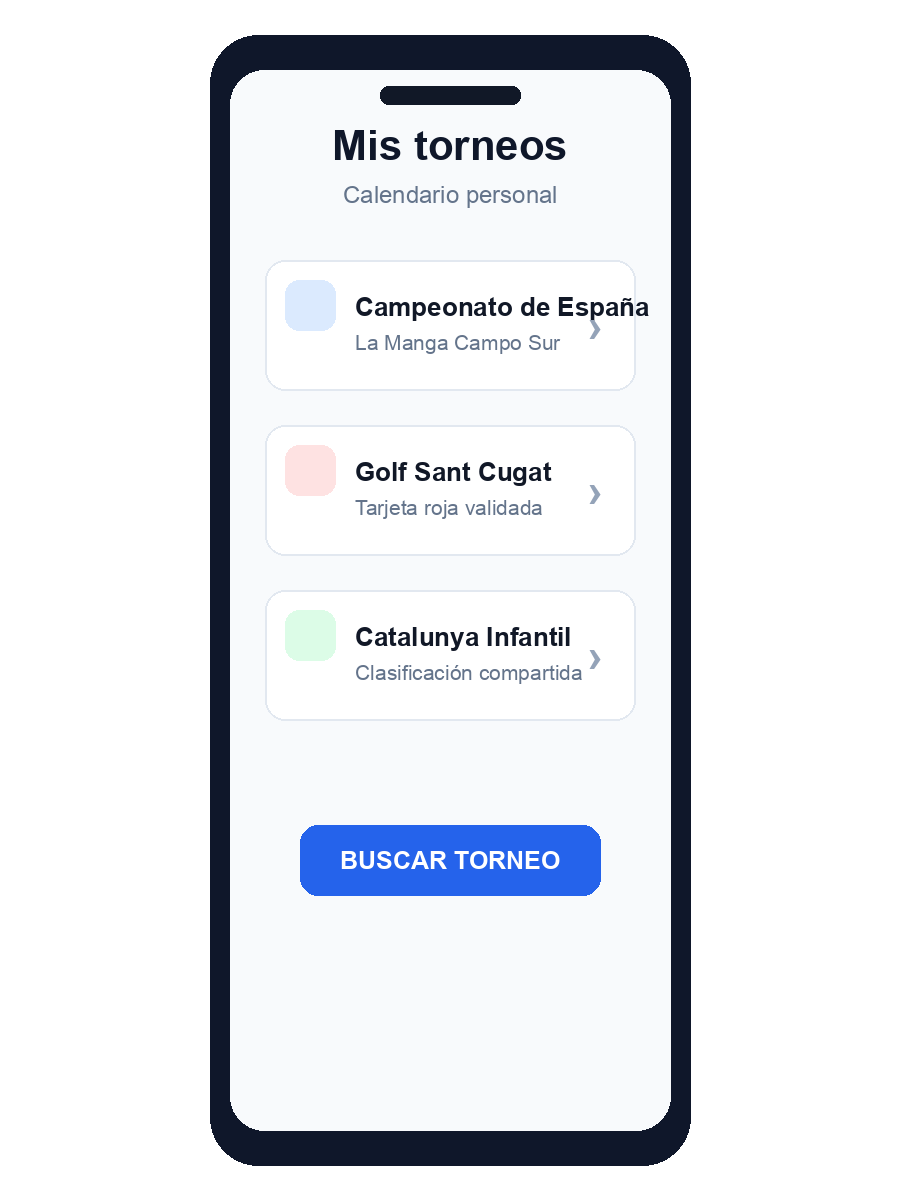 Mis torneos
Calendario personal
Campeonato de España
La Manga Campo Sur
›
Golf Sant Cugat
Tarjeta roja validada
›
Catalunya Infantil
Clasificación compartida
›
BUSCAR TORNEO